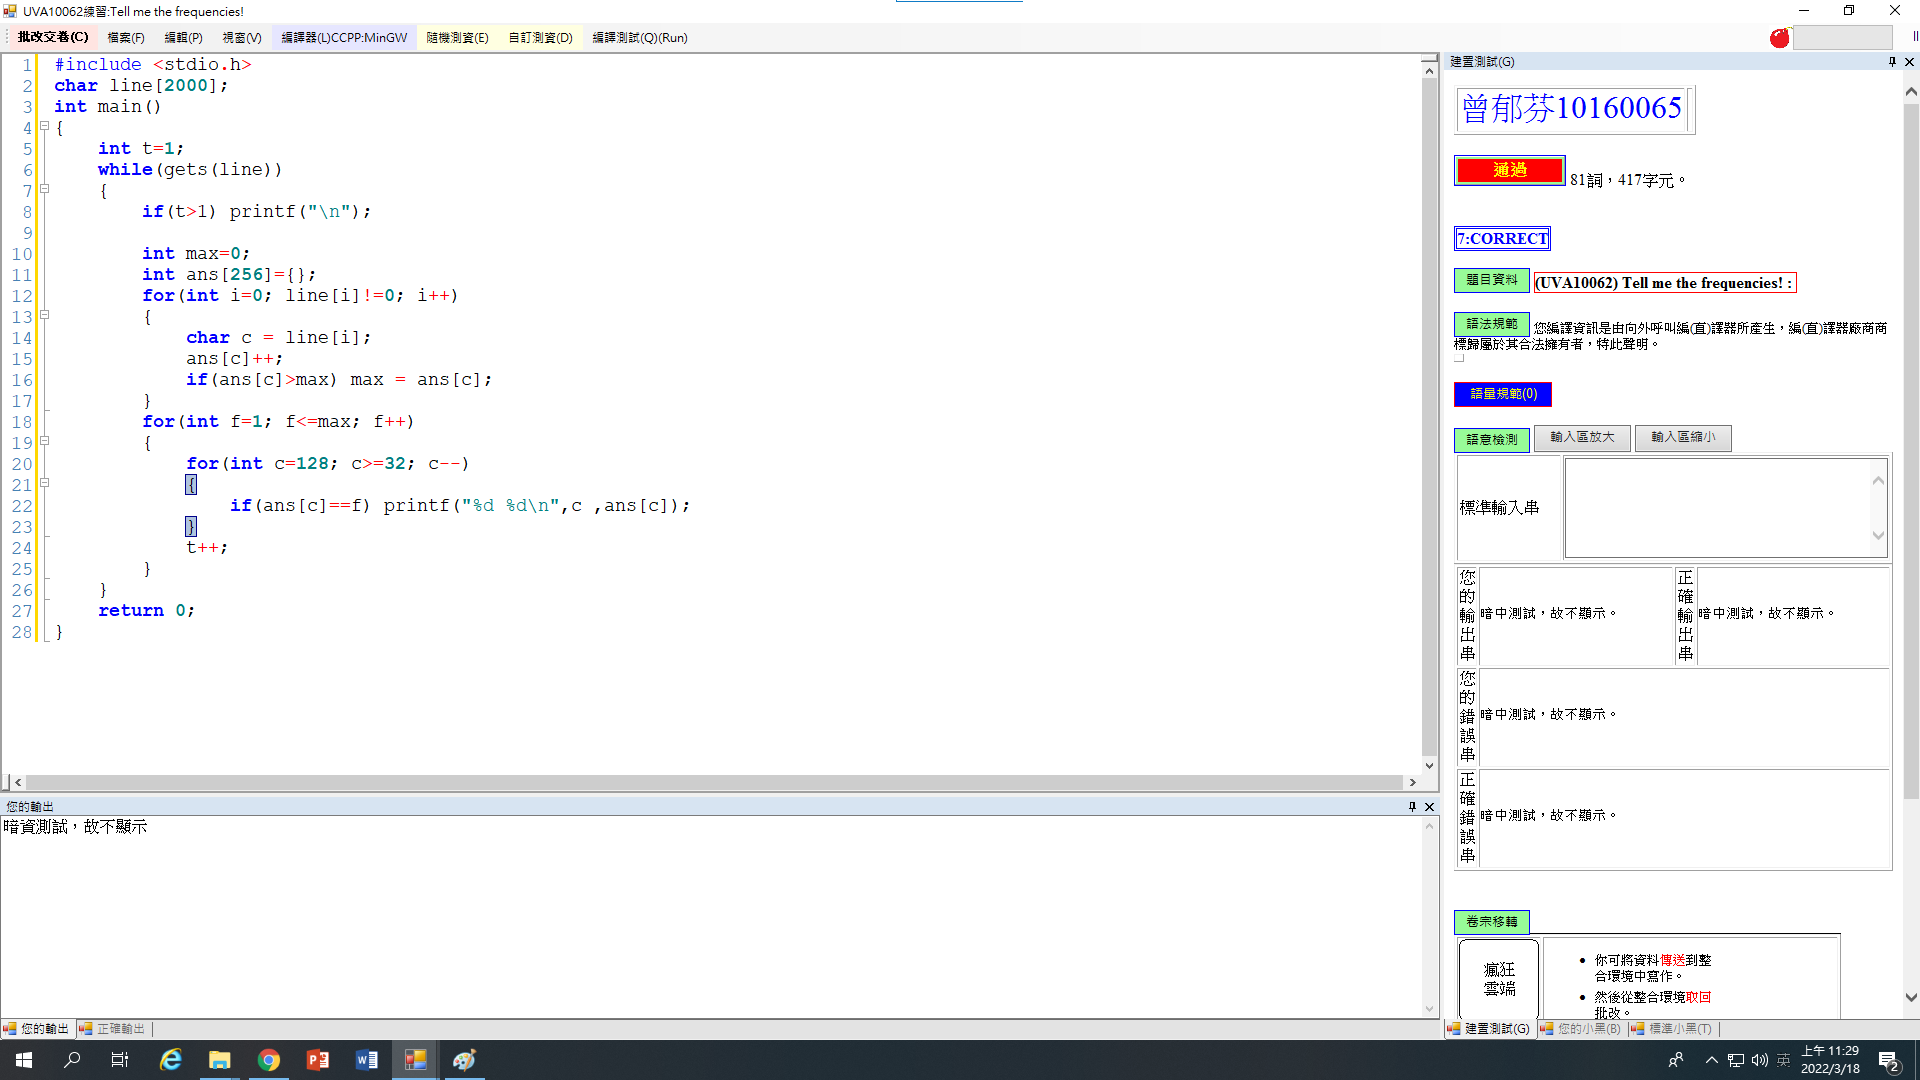 UVA10062練習:Tell me the frequencies!
批改交卷(C) 檔案(F) 編輯(P) 視窗(V) 編譯器(L)CCPP:MinGW 隨機測資(E) 自訂測資(D) 編譯測試(Q)(Run)
1 #include <stdio.h>
2 char line[2000];
3 int main()
4 {
5 int t=1;
6 while(gets(line))
7 {
8 if(t>1) printf("\n");
9
10 int max=0;
11 int ans[256]={};
12 for(int i=0; line[i]!=0; i++)
13 {
14 char c = line[i];
15 ans[c]++;
16 if(ans[c]>max) max = ans[c];
17 }
18 for(int f=1; f<=max; f++)
19 {
20 for(int c=128; c>=32; c--)
21 {
22 if(ans[c]==f) printf("%d %d\n",c ,ans[c]);
23 }
24 t++;
25 }
26 }
27 return 0;
28 }
您的輸出
暗資測試，故不顯示
您的輸出 正確輸出
建置測試(G)
曾郁芬10160065
通過 81詞，417字元。
7:CORRECT
題目資料 (UVA10062) Tell me the frequencies! :
語法規範 您編譯資訊是由向外呼叫編(直)譯器所產生，編(直)譯器廠商商
標歸屬於其合法擁有者，特此聲明。
語量規範(0)
語意檢測 輸入區放大 輸入區縮小
標準輸入串
您的輸出串 暗中測試，故不顯示。 正確輸出串 暗中測試，故不顯示。
您的錯誤串 暗中測試，故不顯示。
正確錯誤串 暗中測試，故不顯示。
卷宗移轉
瘋狂
雲端
• 你可將資料傳送到整
合環境中寫作。
• 然後從整合環境取回
批改。
建置測試(G) 您的小黑(B) 標準小黑(T)
英 上午 11:29
2022/3/18
2